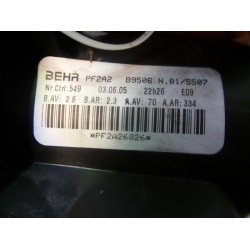 BEHR PF2A2 B9506 N.81/5507
Nr Ctrl:549 03.06.05 22h26 E09
B.AV: 2.6 B.AR: 2.3 A.AV: 70 A.AR:334
*PF2A26826*